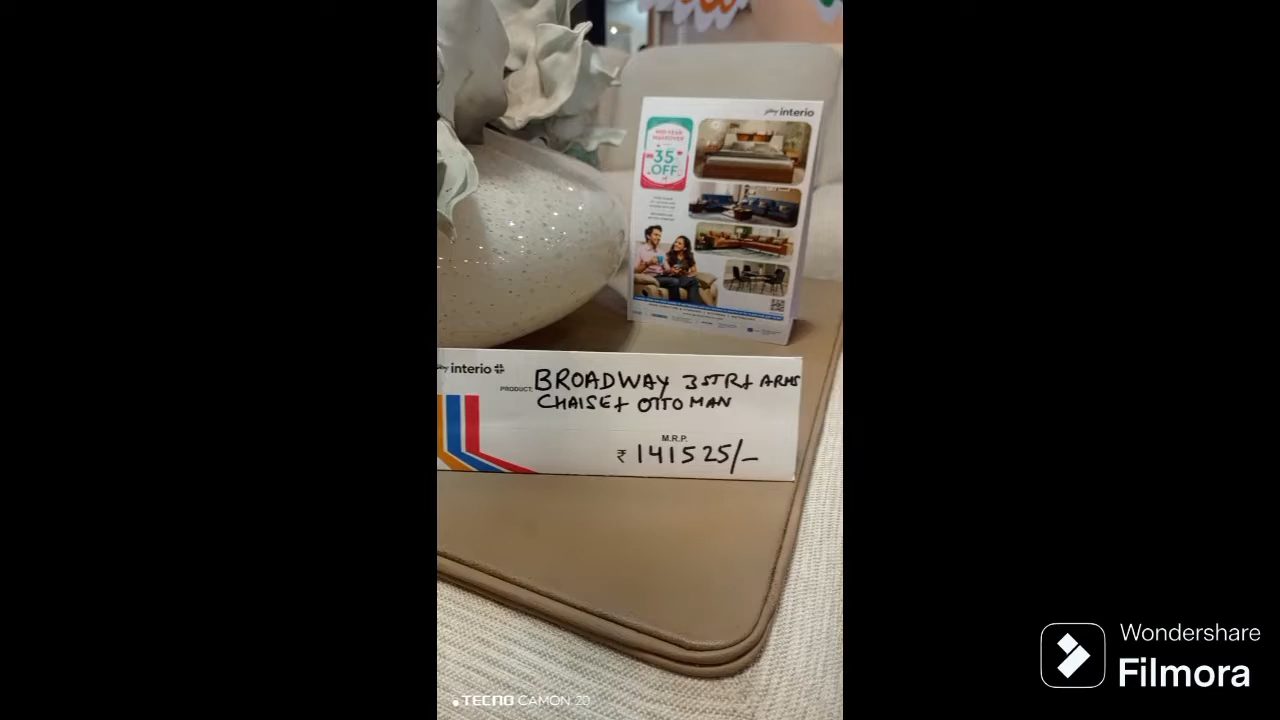 interio
MID YEAR
MAKEOVER
35
OFF
interio
PRODUCT: BROADWAY 3STR+ ARMS
CHAISE+ OTTOMAN
M.R.P.
₹ 141525/-
TECNO CAMON 20
Wondershare
Filmora